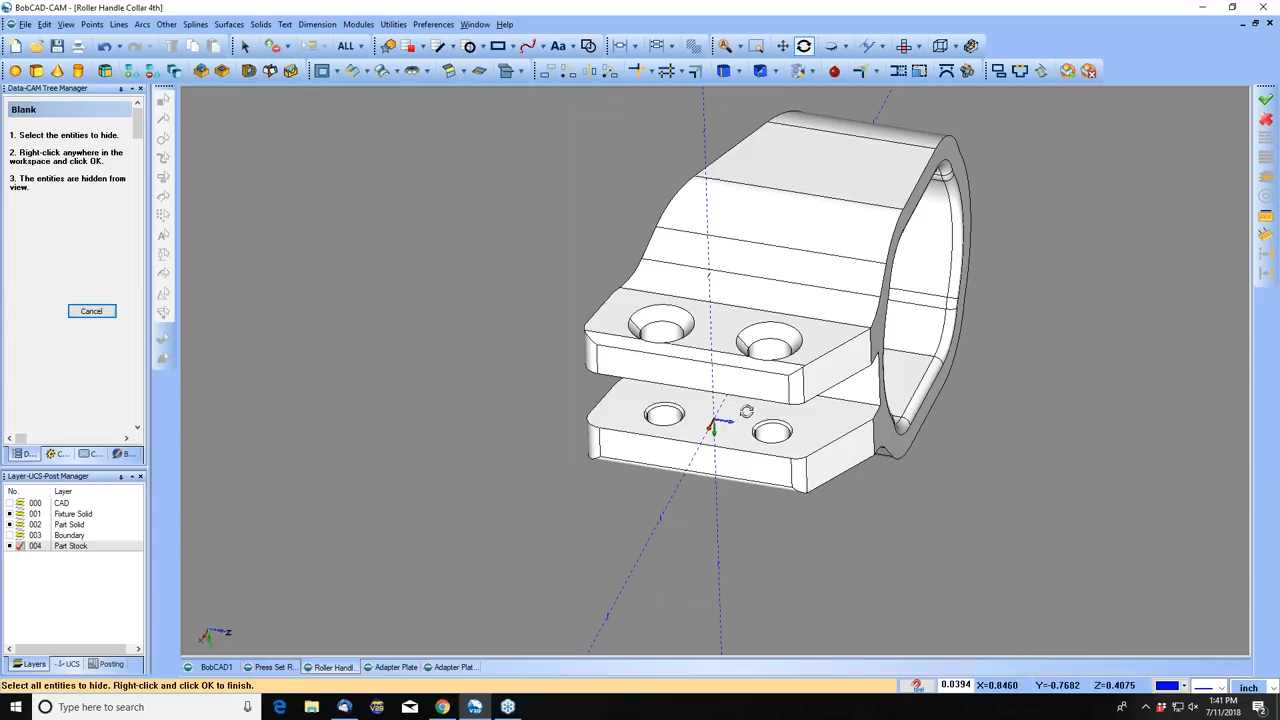 BobCAD-CAM - [Roller Handle Collar 4th]
File Edit View Points Lines Arcs Other Splines Surfaces Solids Text Dimension Modules Utilities Preferences Window Help
ALL Aa
Data-CAM Tree Manager
Blank
1. Select the entities to hide.
2. Right-click anywhere in the
workspace and click OK.
3. The entities are hidden from
view.
Cancel
D... C... C... B...
Layer-UCS-Post Manager
No. Layer
000 CAD
001 Fixture Solid
002 Part Solid
003 Boundary
004 Part Stock
Layers UCS Posting
z
BobCAD1 Press Set R... Roller Handl... Adapter Plate Adapter Plat...
Select all entities to hide. Right-click and click OK to finish.
0.0394 X=0.8460 Y=-0.7682 Z=0.4075 inch
Type here to search
1:41 PM
7/11/2018